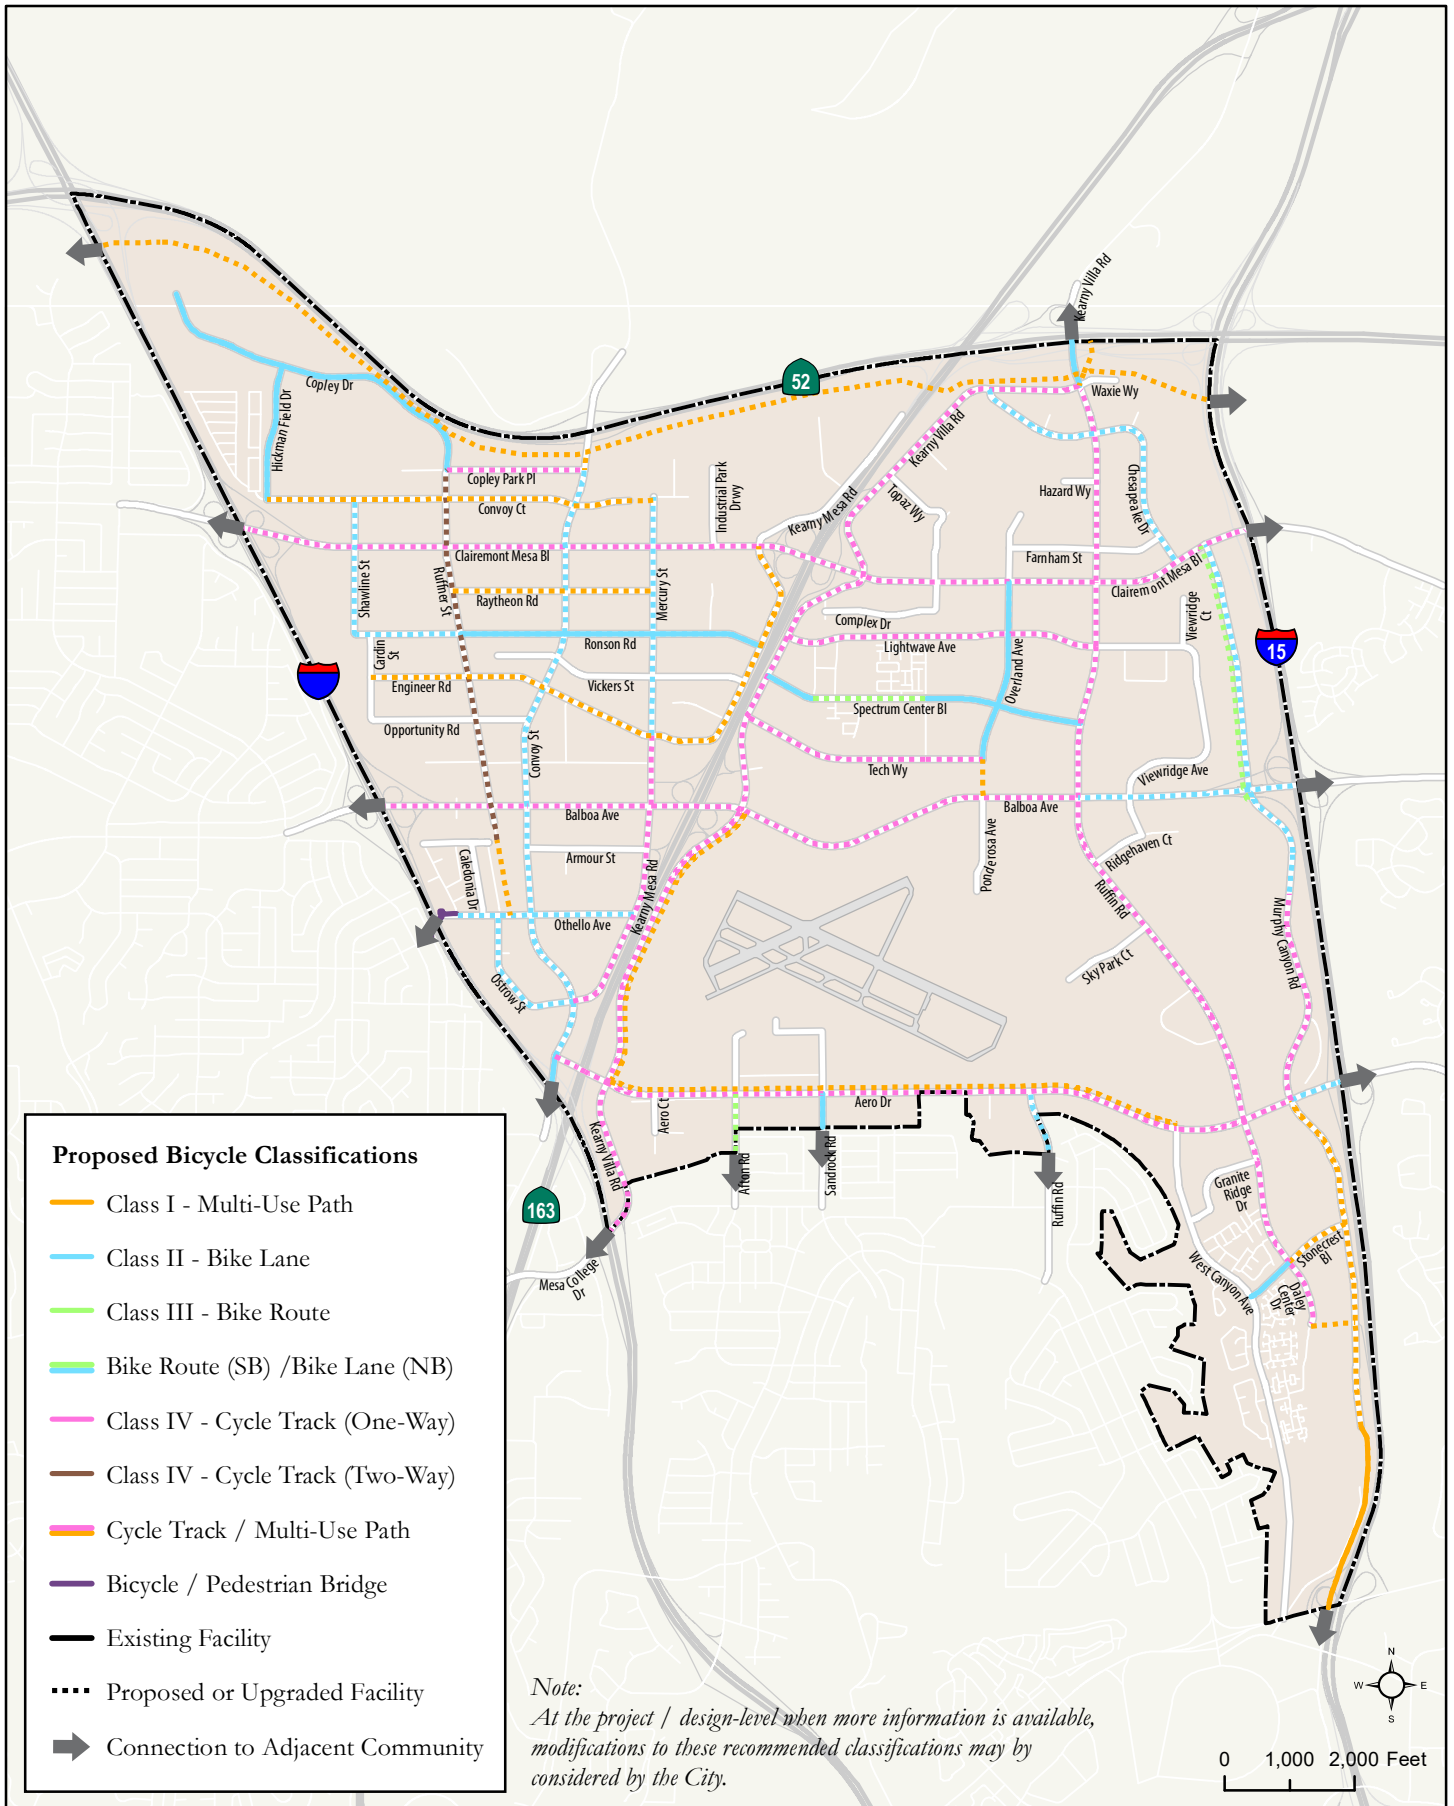 Kearny Villa Rd
52
Waxie Wy
Copley Dr
Hickman Field Dr
Kearny Villa Rd
Copley Park Pl
Industrial Park
Drwy
Kearny Mesa Rd
Topaz Wy
Hazard Wy
Chesapeake Dr
Convoy Ct
Clairemont Mesa Bl
Farnham St
Clairemont Mesa Bl
Shawline St
Ruffner St
Raytheon Rd
Mercury St
Complex Dr
Viewridge
Ct
Cardin
St
Ronson Rd
Lightwave Ave
Overland Ave
15
Engineer Rd
Vickers St
Spectrum Center Bl
Opportunity Rd
Convoy St
Tech Wy
Viewridge Ave
Balboa Ave
Balboa Ave
Armour St
Caledonia Dr
Ponderosa Ave
Ridgehaven Ct
Kearny Mesa Rd
Ruffin Rd
Othello Ave
Murphy Canyon Rd
Sky Park Ct
Ostrow St
Aero Ct
Aero Dr
Kearny Villa Rd
Afton Rd
Sandrock Rd
Ruffin Rd
163
Granite
Ridge
Dr
Stonecrest
Bl
West Canyon Ave
Daley
Center
Dr
Mesa College
Dr
Proposed Bicycle Classifications
Class I - Multi-Use Path
Class II - Bike Lane
Class III - Bike Route
Bike Route (SB) /Bike Lane (NB)
Class IV - Cycle Track (One-Way)
Class IV - Cycle Track (Two-Way)
Cycle Track / Multi-Use Path
Bicycle / Pedestrian Bridge
Existing Facility
Proposed or Upgraded Facility
Connection to Adjacent Community
Note:
At the project / design-level when more information is available,
modifications to these recommended classifications may by
considered by the City.
N
W E
S
0 1,000 2,000 Feet